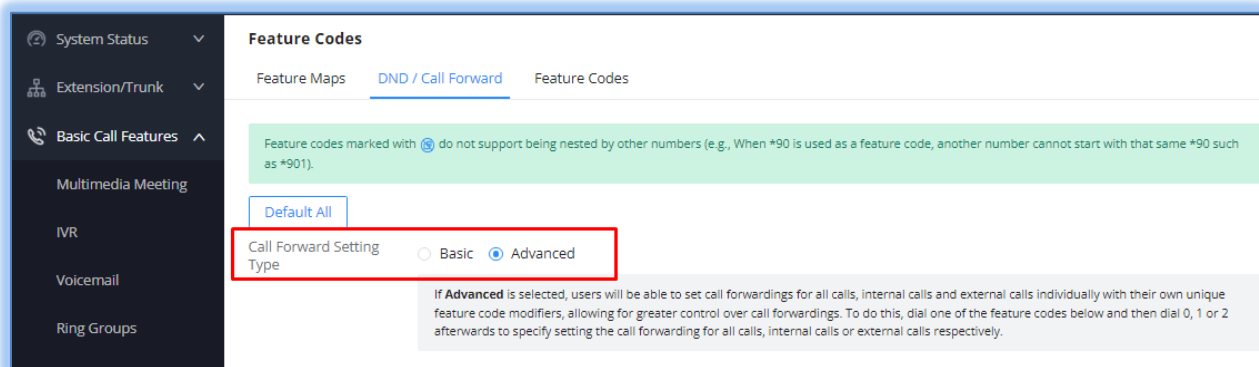 System Status
Extension/Trunk
Basic Call Features
Multimedia Meeting
IVR
Voicemail
Ring Groups
Feature Codes
Feature Maps DND / Call Forward Feature Codes
Feature codes marked with do not support being nested by other numbers (e.g., When *90 is used as a feature code, another number cannot start with that same *90 such
as *901).
Default All
Call Forward Setting
Type
Basic Advanced
If Advanced is selected, users will be able to set call forwardings for all calls, internal calls and external calls individually with their own unique
feature code modifiers, allowing for greater control over call forwardings. To do this, dial one of the feature codes below and then dial 0, 1 or 2
afterwards to specify setting the call forwarding for all calls, internal calls or external calls respectively.